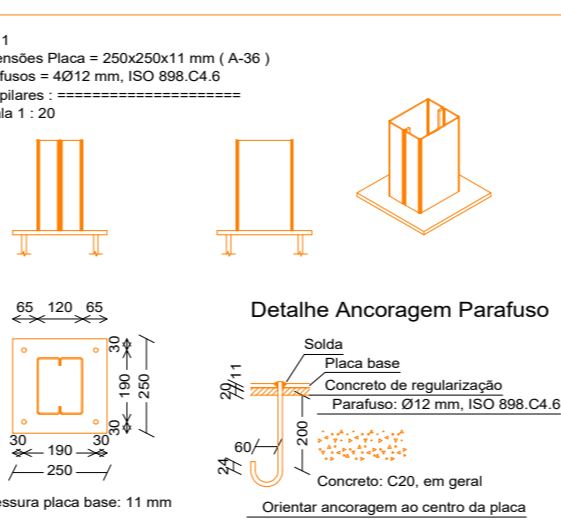 1
ensões Placa = 250x250x11 mm ( A-36 )
fusos = 4Ø12 mm, ISO 898.C4.6
pilares : =====================
la 1 : 20
65 120 65
30
190
250
30
30 30
190
250
essura placa base: 11 mm
Detalhe Ancoragem Parafuso
Solda
Placa base
Concreto de regularização
Parafuso: Ø12 mm, ISO 898.C4.6
20 11
200
60
24
Concreto: C20, em geral
Orientar ancoragem ao centro da placa